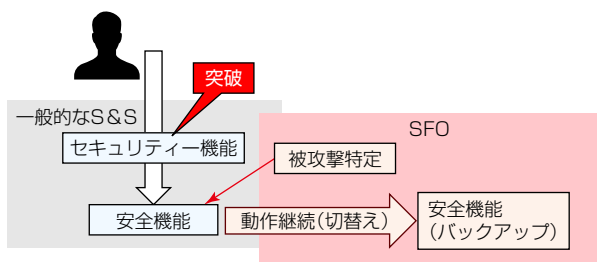 突破
一般的なS&S
SFO
セキュリティー機能
被攻撃特定
安全機能
動作継続(切替え)
安全機能
(バックアップ)